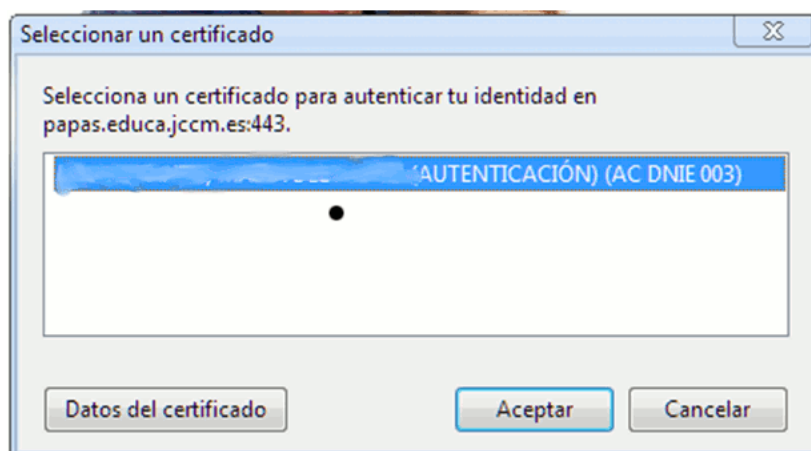 Seleccionar un certificado
Selecciona un certificado para autenticar tu identidad en
papas.educa.jccm.es:443.
(AUTENTICACIÓN) (AC DNIE 003)
Datos del certificado
Aceptar
Cancelar